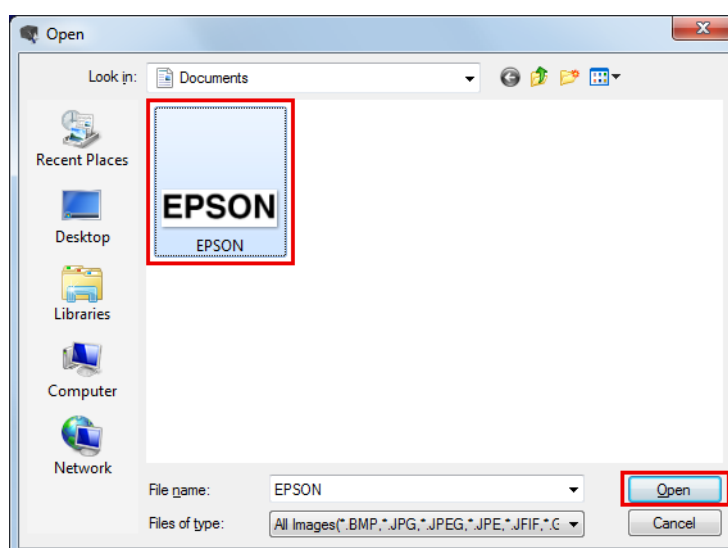 Open
Look in:
Documents
Recent Places
Desktop
Libraries
Computer
Network
EPSON
EPSON
File name:
EPSON
Open
Files of type:
All Images(*.BMP,*.JPG,*.JPEG,*.JPE,*.JFIF,*.G
Cancel